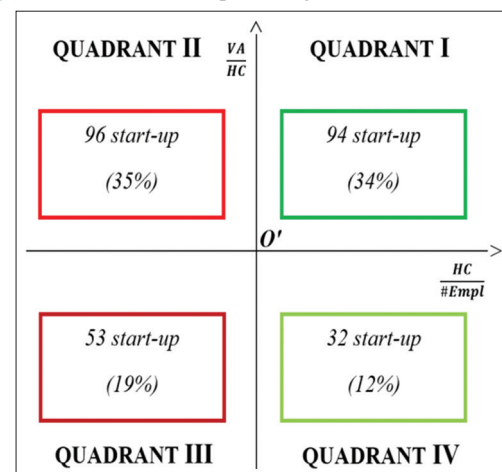 QUADRANT II
VA
HC
QUADRANT I
96 start-up
(35%)
94 start-up
(34%)
O'
HC
#Empl
53 start-up
(19%)
32 start-up
(12%)
QUADRANT III
QUADRANT IV